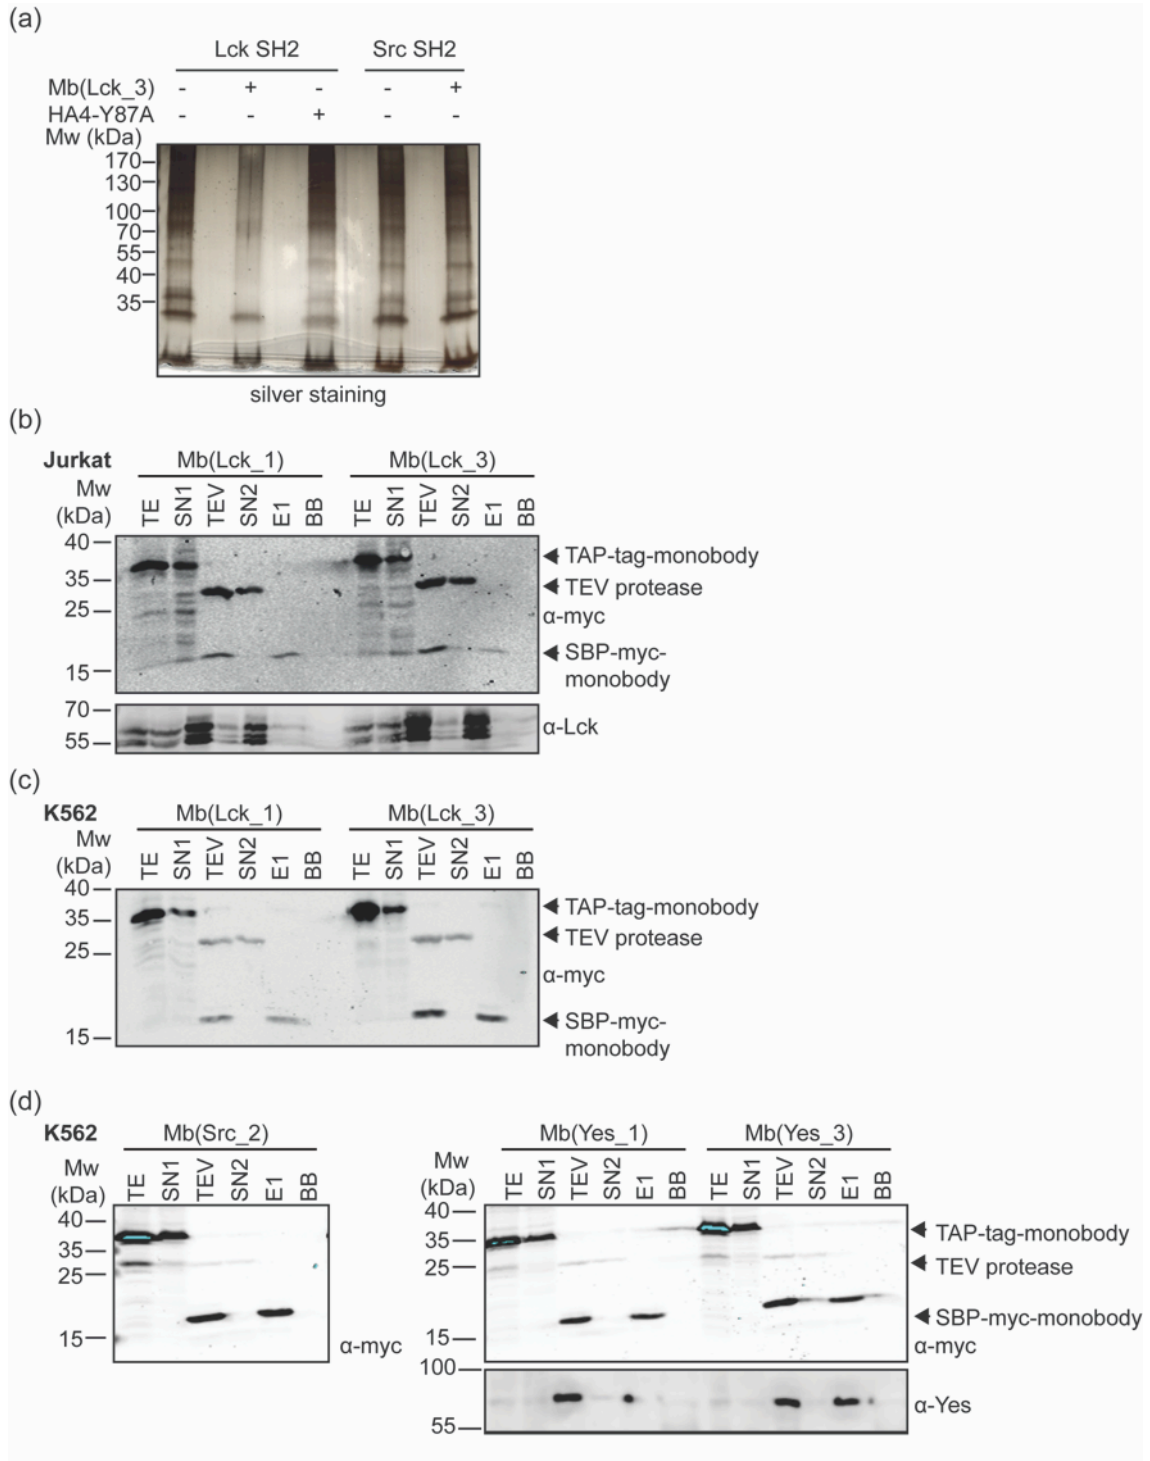 (a)
Lck SH2 Src SH2
Mb(Lck_3) - + - - +
HA4-Y87A - - + - -
Mw (kDa)
170
130
100
70
55
40
35
silver staining
(b)
Jurkat Mb(Lck_1) Mb(Lck_3)
Mw (kDa) TE SN1 TEV SN2 E1 BB TE SN1 TEV SN2 E1 BB
40
TAP-tag-monobody
35
TEV protease
25
α-myc
SBP-myc-
monobody
15
70
α-Lck
55
(c)
K562 Mb(Lck_1) Mb(Lck_3)
Mw (kDa) TE SN1 TEV SN2 E1 BB TE SN1 TEV SN2 E1 BB
40
TAP-tag-monobody
35
TEV protease
25
α-myc
SBP-myc-
monobody
15
(d)
K562 Mb(Src_2)
Mw (kDa) TE SN1 TEV SN2 E1 BB
40
35
25
15
α-myc
Mb(Yes_1) Mb(Yes_3)
Mw (kDa) TE SN1 TEV SN2 E1 BB TE SN1 TEV SN2 E1 BB
40
TAP-tag-monobody
35
TEV protease
25
SBP-myc-monobody
15
α-myc
100
α-Yes
55